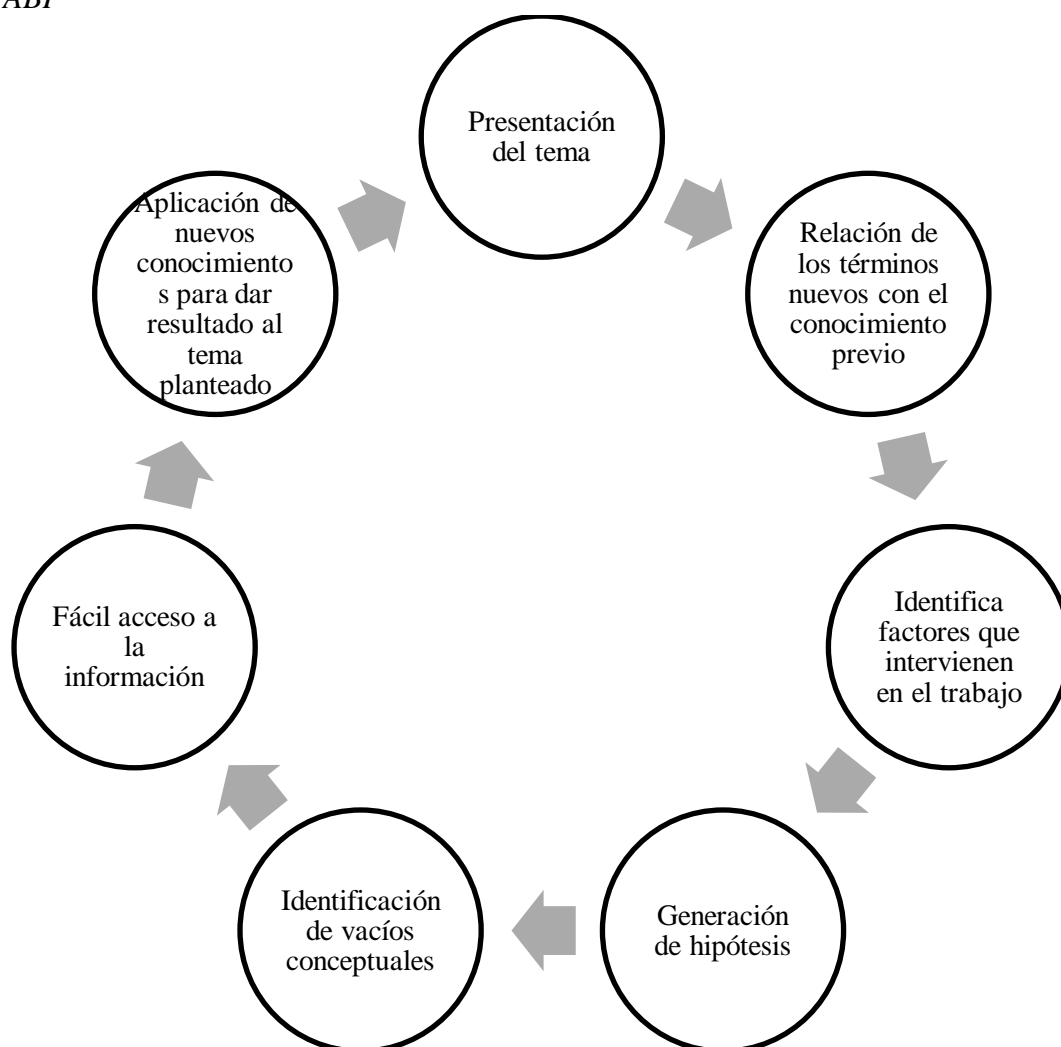 ABI
Presentación
del tema
Relación de
los términos
nuevos con el
conocimiento
previo
Identifica
factores que
intervienen
en el trabajo
Generación
de hipótesis
Identificación
de vacíos
conceptuales
Fácil acceso a
la
información
Aplicación de
nuevos
conocimiento
s para dar
resultado al
tema
planteado